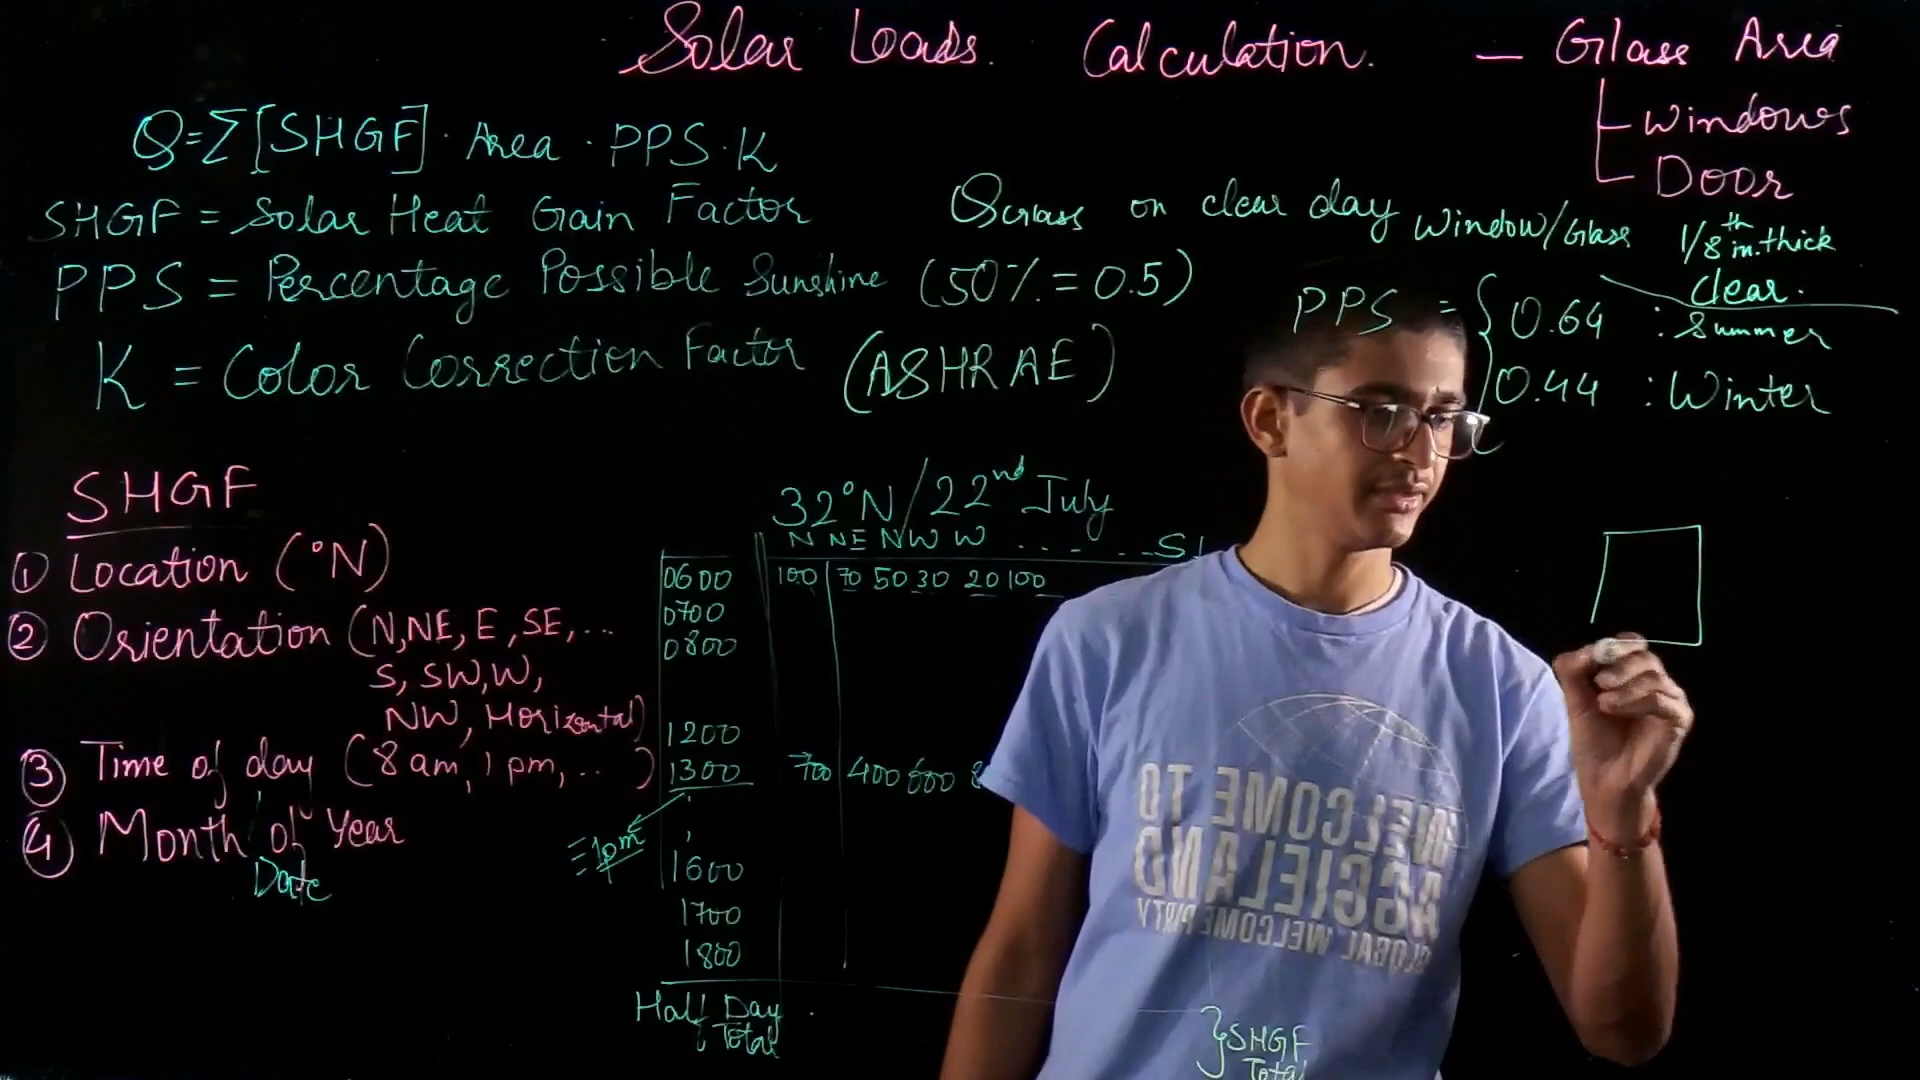 Solar Loads Calculation. — Glass Area
Windows
Door
Q=Σ[SHGF]·Area·PPS·K
SHGF = Solar Heat Gain Factor
PPS = Percentage Possible Sunshine (50% = 0.5)
K = Color Correction Factor (ASHRAE)
QGlass on clear day
Window/Glass 1/8th in. thick
clear.
PPS = { 0.64 : Summer
0.44 : Winter
SHGF
① Location (°N)
② Orientation (N,NE, E, SE, ...
S, SW, W,
NW, Horizontal)
③ Time of day (8 am, 1 pm, .. )
④ Month of Year
Date
32°N/22nd July
N NE NW W . . - . . . S
0600 100 70 50 30 20 100
0700
0800
1200
1300 700 400 600
≡ 1pm
1600
1700
1800
Half Day
Total
}SHGF
Total
WELCOME TO
AGGIELAND
GLOBAL WELCOME PARTY